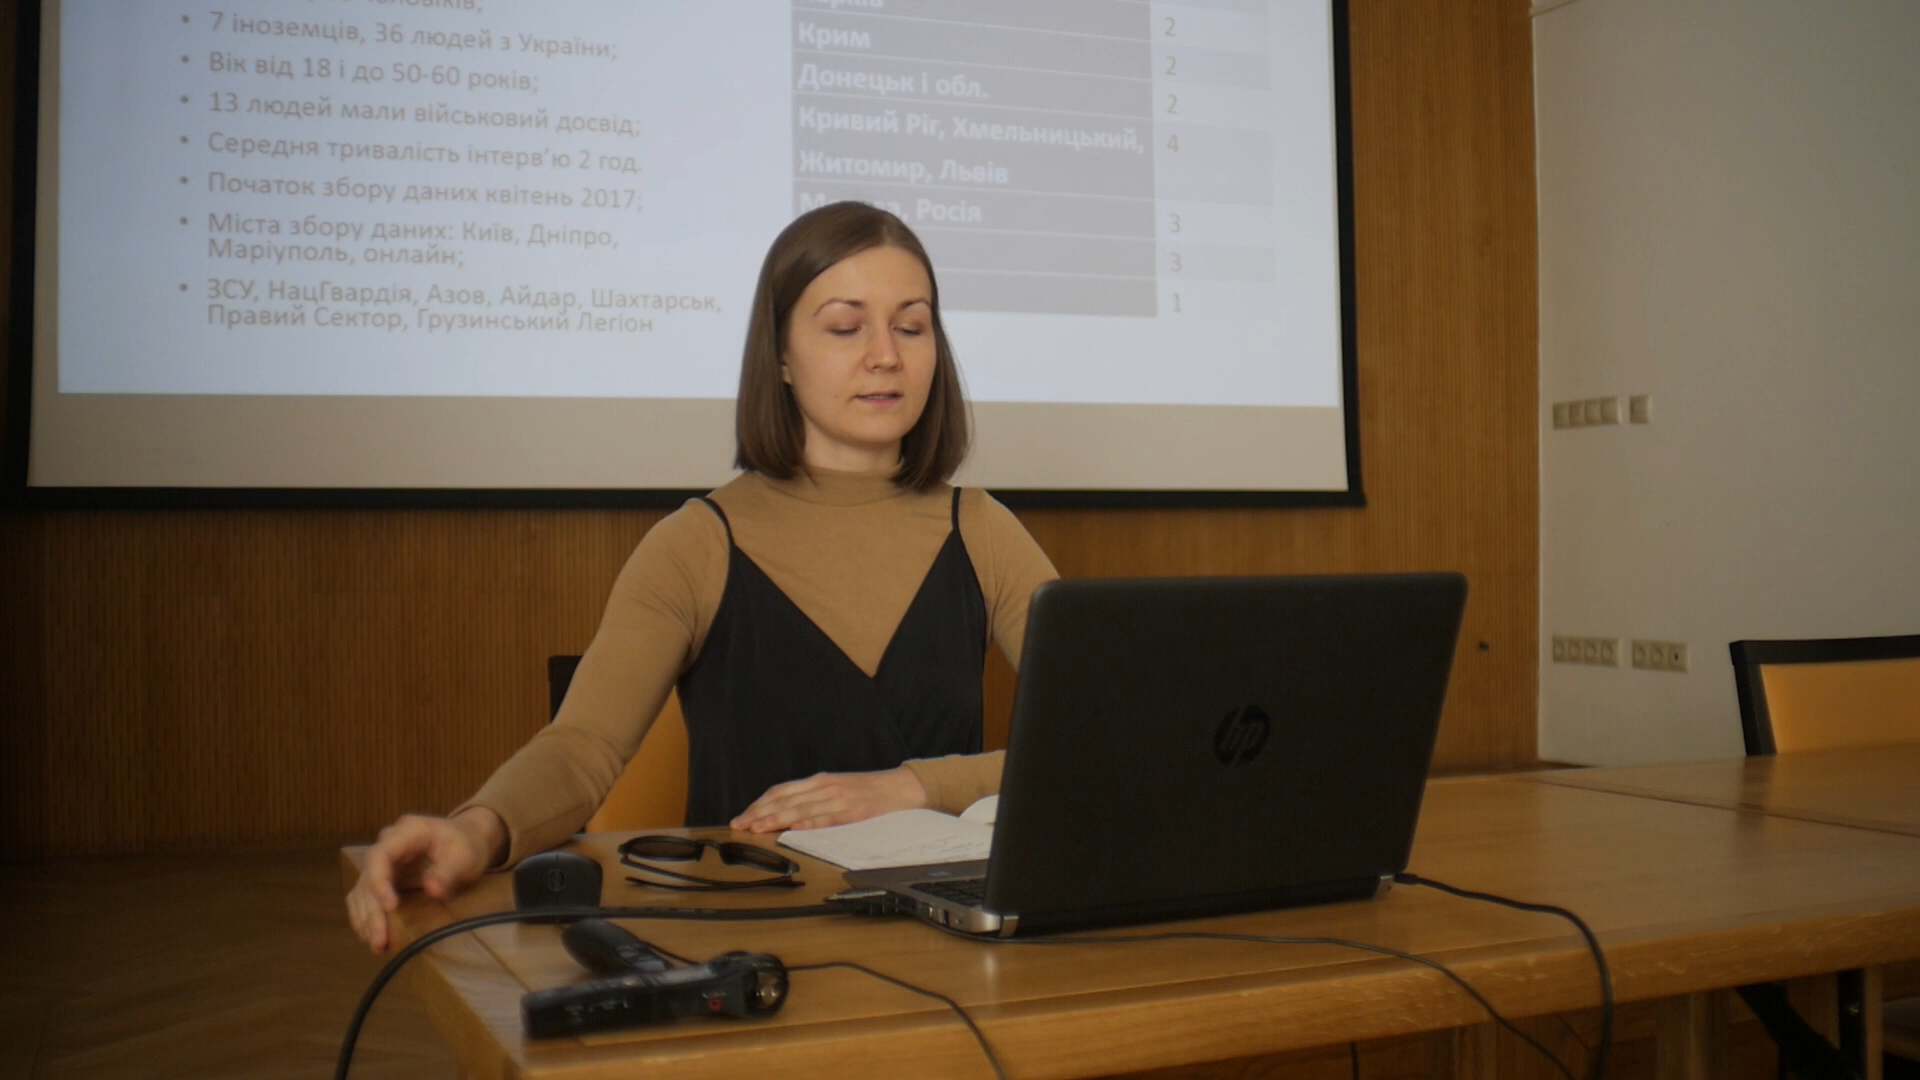 • 7 іноземців, 36 людей з України;
• Вік від 18 і до 50-60 років;
• 13 людей мали військовий досвід;
• Середня тривалість інтерв'ю 2 год.
• Початок збору даних квітень 2017;
• Міста збору даних: Київ, Дніпро,
Маріуполь, онлайн;
• ЗСУ, НацГвардія, Азов, Айдар, Шахтарськ,
Правий Сектор, Грузинський Легіон
2
Крим
2
Донецьк і обл.
2
Кривий Ріг, Хмельницький,
4
Житомир, Львів
Росія
3
3
1
hp